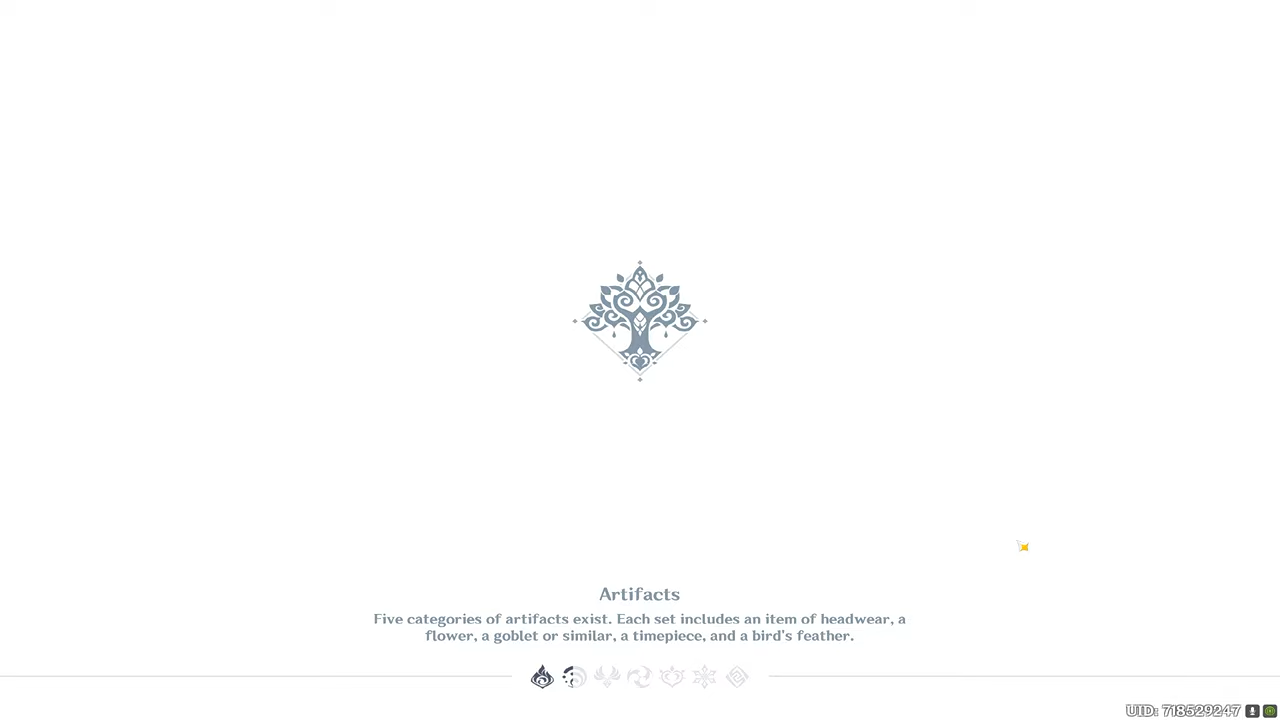 Artifacts
Five categories of artifacts exist. Each set includes an item of headwear, a
flower, a goblet or similar, a timepiece, and a bird's feather.
UID: 718529247